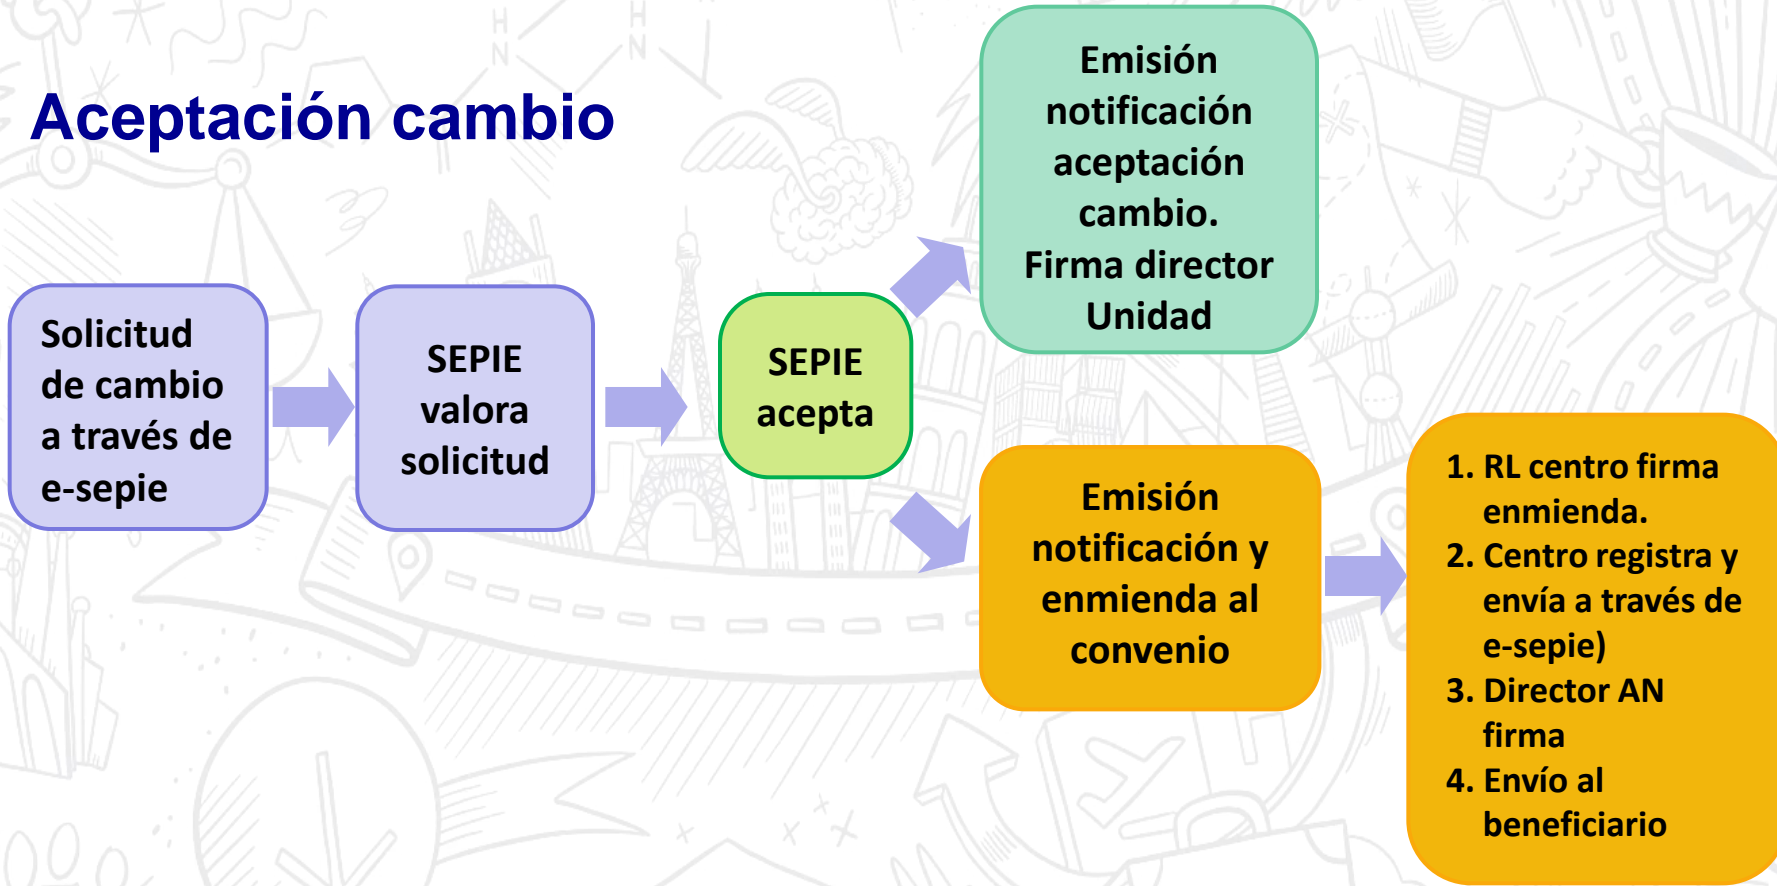 Aceptación cambio
Solicitud
de cambio
a través de
e-sepie
SEPIE
valora
solicitud
SEPIE
acepta
Emisión
notificación
aceptación
cambio.
Firma director
Unidad
Emisión
notificación y
enmienda al
convenio
1. RL centro firma
enmienda.
2. Centro registra y
envía a través de
e-sepie)
3. Director AN
firma
4. Envío al
beneficiario
H
N
H
N